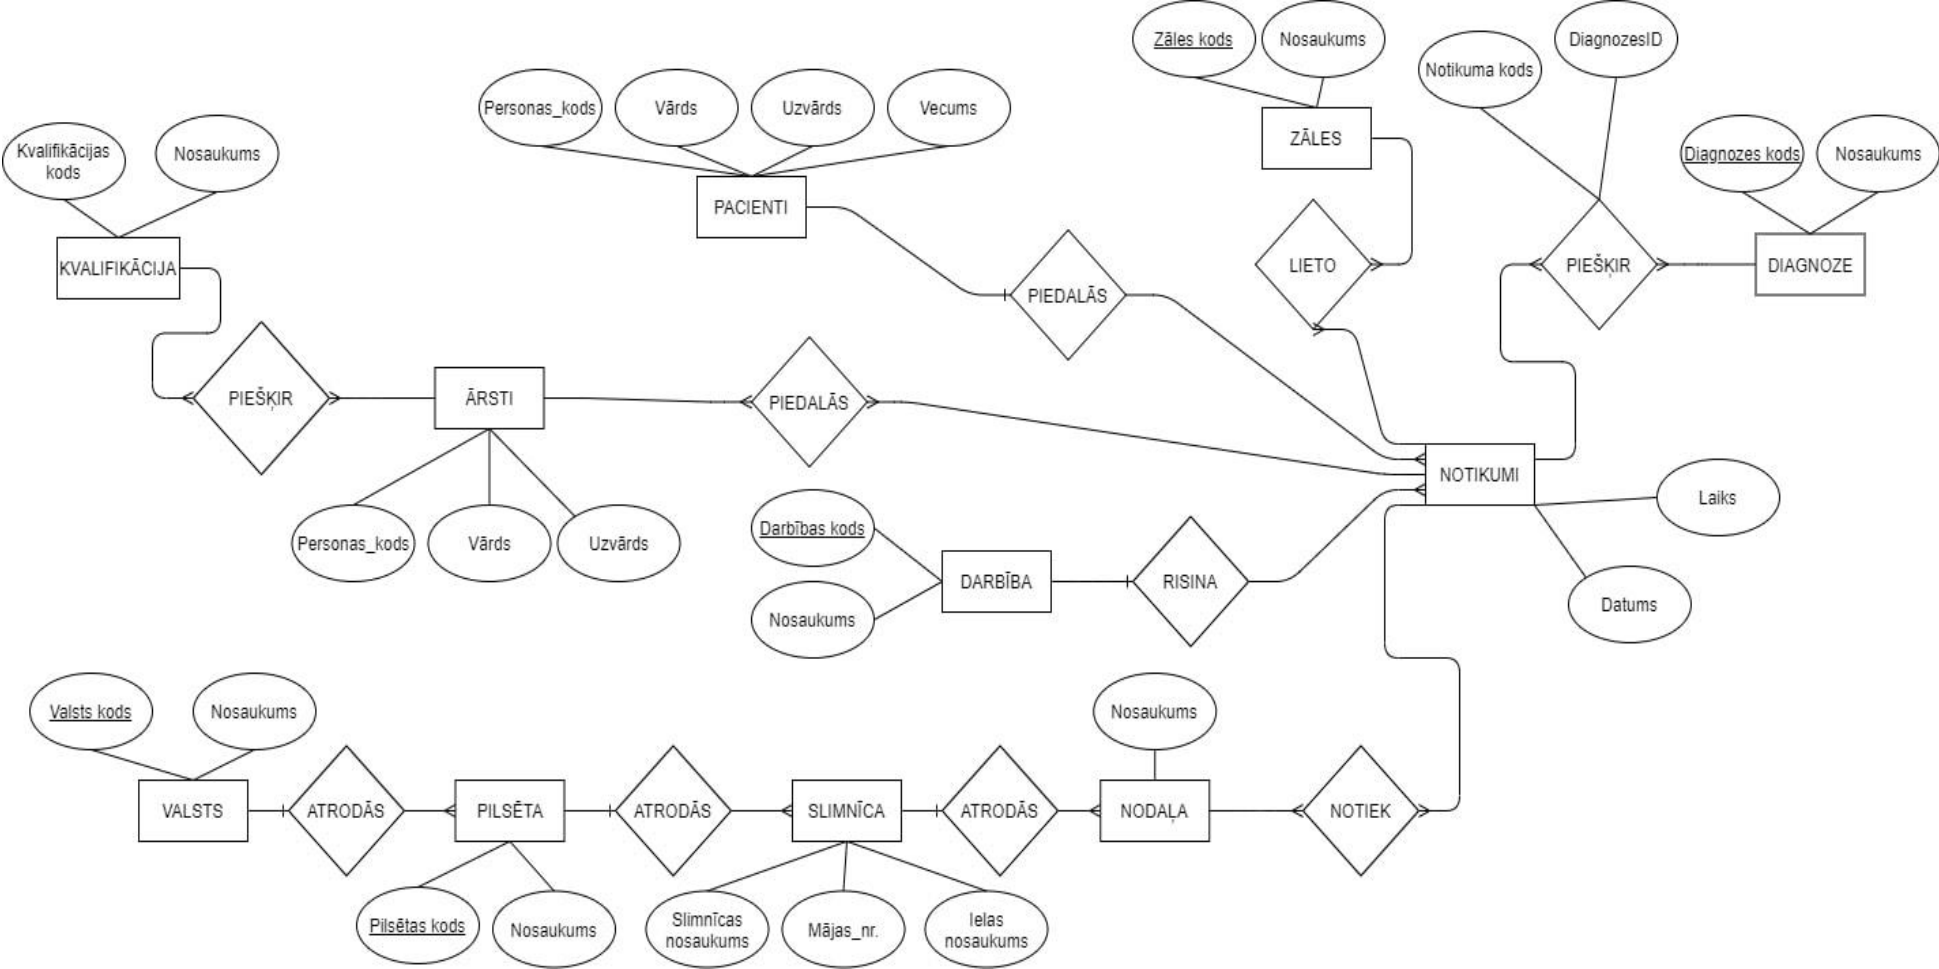 Zāles kods
Nosaukums
DiagnozesID
Notikuma kods
Personas_kods
Vārds
Uzvārds
Vecums
Kvalifikācijas
kods
Nosaukums
ZĀLES
Diagnozes kods
Nosaukums
PACIENTI
KVALIFIKĀCIJA
LIETO
PIEŠĶIR
DIAGNOZE
PIEDALĀS
PIEŠĶIR
ĀRSTI
PIEDALĀS
NOTIKUMI
Laiks
Personas_kods
Vārds
Uzvārds
Darbības kods
DARBĪBA
RISINA
Datums
Nosaukums
Valsts kods
Nosaukums
Nosaukums
VALSTS
ATRODĀS
PILSĒTA
ATRODĀS
SLIMNĪCA
ATRODĀS
NODAĻA
NOTIEK
Pilsētas kods
Nosaukums
Slimnīcas
nosaukums
Mājas_nr.
Ielas
nosaukums